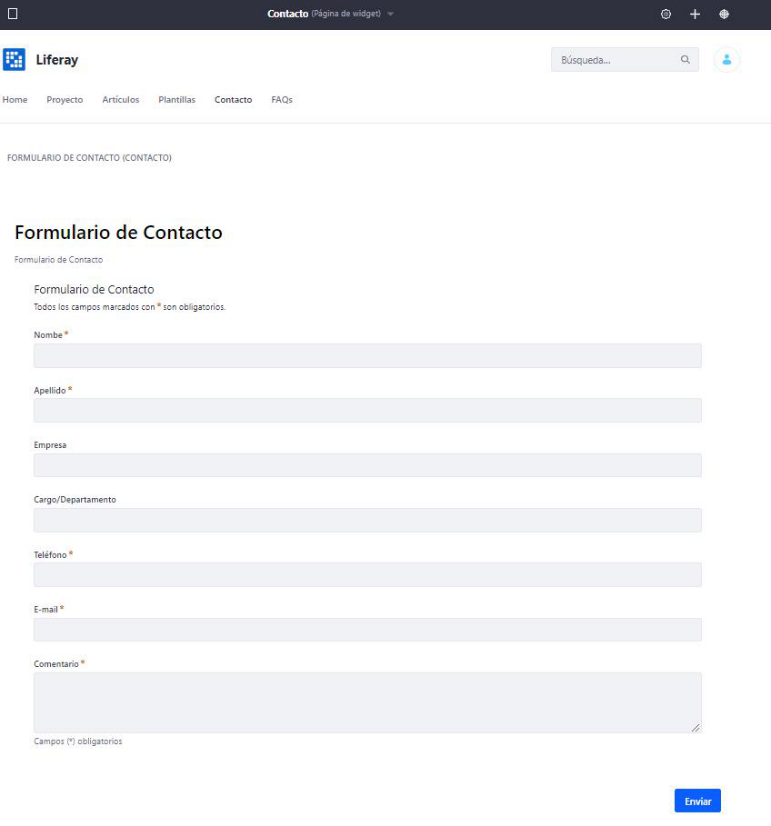 Contacto (Página de widget)
Liferay
Búsqueda...
Home Proyecto Artículos Plantillas Contacto FAQs
FORMULARIO DE CONTACTO (CONTACTO)
Formulario de Contacto
Formulario de Contacto
Formulario de Contacto
Todos los campos marcados con * son obligatorios.
Nombe *
Apellido *
Empresa
Cargo/Departamento
Teléfono *
E-mail *
Comentario *
Campos (*) obligatorios
Enviar